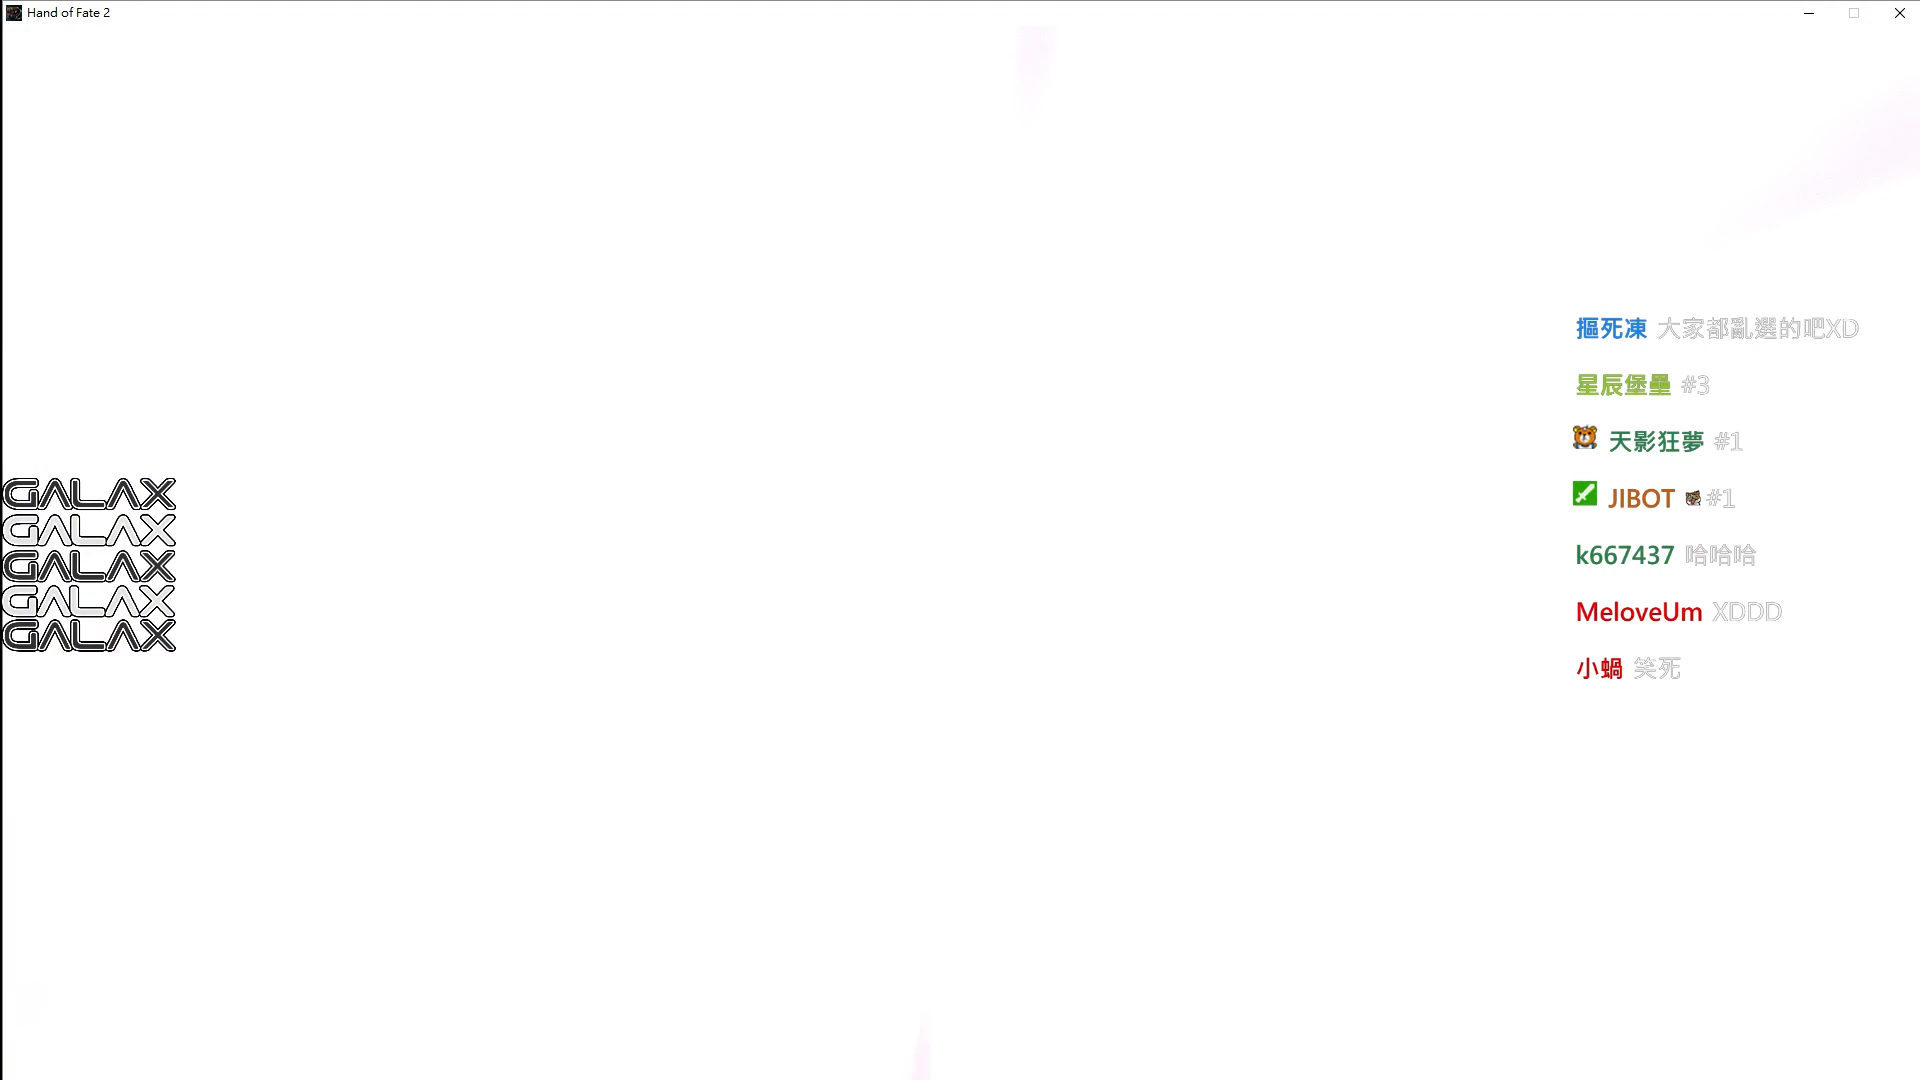 Hand of Fate 2
摳死凍 大家都亂選的吧XD
星辰堡壘 #3
天影狂夢 #1
JIBOT #1
k667437 哈哈哈
MeloveUm XDDD
小蝸 笑死
GALAX
GALAX
GALAX
GALAX
GALAX